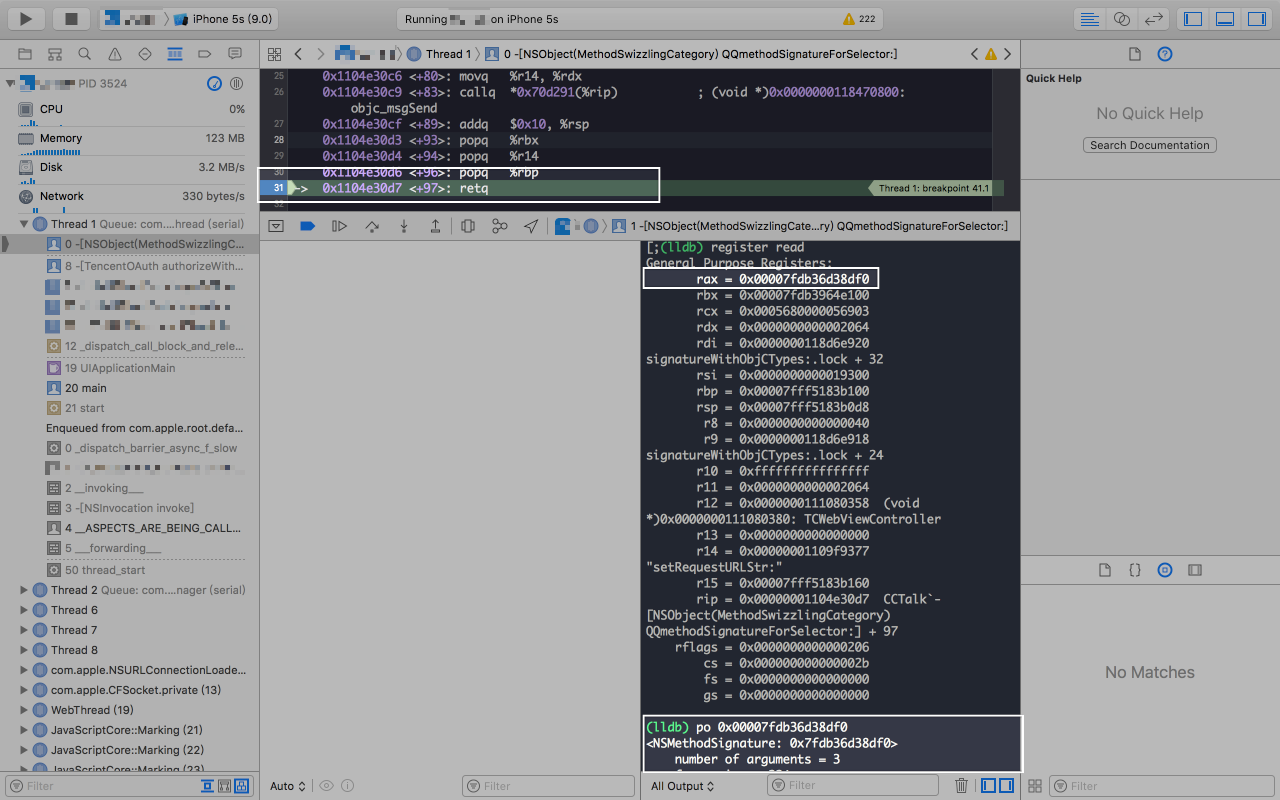 iPhone 5s (9.0)
Running
on iPhone 5s
222
PID 3524
CPU
0%
Memory
123 MB
Disk
3.2 MB/s
Network
330 bytes/s
Thread 1 Queue: com....hread (serial)
0 -[NSObject(MethodSwizzlingC...
8 -[TencentOAuth authorizeWith...
12 _dispatch_call_block_and_rele...
19 UIApplicationMain
20 main
21 start
Enqueued from com.apple.root.defa...
0 _dispatch_barrier_async_f_slow
2 __invoking___
3 -[NSInvocation invoke]
4 __ASPECTS_ARE_BEING_CALL...
5 ___forwarding___
50 thread_start
Thread 2 Queue: com....nager (serial)
Thread 6
Thread 7
Thread 8
com.apple.NSURLConnectionLoade...
com.apple.CFSocket.private (13)
WebThread (19)
JavaScriptCore::Marking (21)
JavaScriptCore::Marking (22)
JavaScriptCore::Marking (23)
Filter
Thread 1
0 -[NSObject(MethodSwizzlingCategory) QQmethodSignatureForSelector:]
25 0x1104e30c6 <+80>: movq %r14, %rdx
26 0x1104e30c9 <+83>: callq *0x70d291(%rip) ; (void *)0x0000000118470800:
objc_msgSend
27 0x1104e30cf <+89>: addq $0x10, %rsp
28 0x1104e30d3 <+93>: popq %rbx
29 0x1104e30d4 <+94>: popq %r14
30 0x1104e30d6 <+96>: popq %rbp
31 -> 0x1104e30d7 <+97>: retq
Thread 1: breakpoint 41.1
32
1 -[NSObject(MethodSwizzlingCate...ry) QQmethodSignatureForSelector:]
[;(lldb) register read
General Purpose Registers:
rax = 0x00007fdb36d38df0
rbx = 0x00007fdb3964e100
rcx = 0x0005680000056903
rdx = 0x0000000000002064
rdi = 0x0000000118d6e920
signatureWithObjCTypes:.lock + 32
rsi = 0x0000000000019300
rbp = 0x00007fff5183b100
rsp = 0x00007fff5183b0d8
r8 = 0x0000000000000040
r9 = 0x0000000118d6e918
signatureWithObjCTypes:.lock + 24
r10 = 0xffffffffffffffff
r11 = 0x0000000000002064
r12 = 0x0000000111080358 (void
*)0x0000000111080380: TCWebViewController
r13 = 0x0000000000000000
r14 = 0x00000001109f9377
"setRequestURLStr:"
r15 = 0x00007fff5183b160
rip = 0x00000001104e30d7 CCTalk`-
[NSObject(MethodSwizzlingCategory)
QQmethodSignatureForSelector:] + 97
rflags = 0x0000000000000206
cs = 0x000000000000002b
fs = 0x0000000000000000
gs = 0x0000000000000000
(lldb) po 0x00007fdb36d38df0
<NSMethodSignature: 0x7fdb36d38df0>
number of arguments = 3
Auto
Filter
All Output
Filter
Quick Help
No Quick Help
Search Documentation
No Matches
Filter